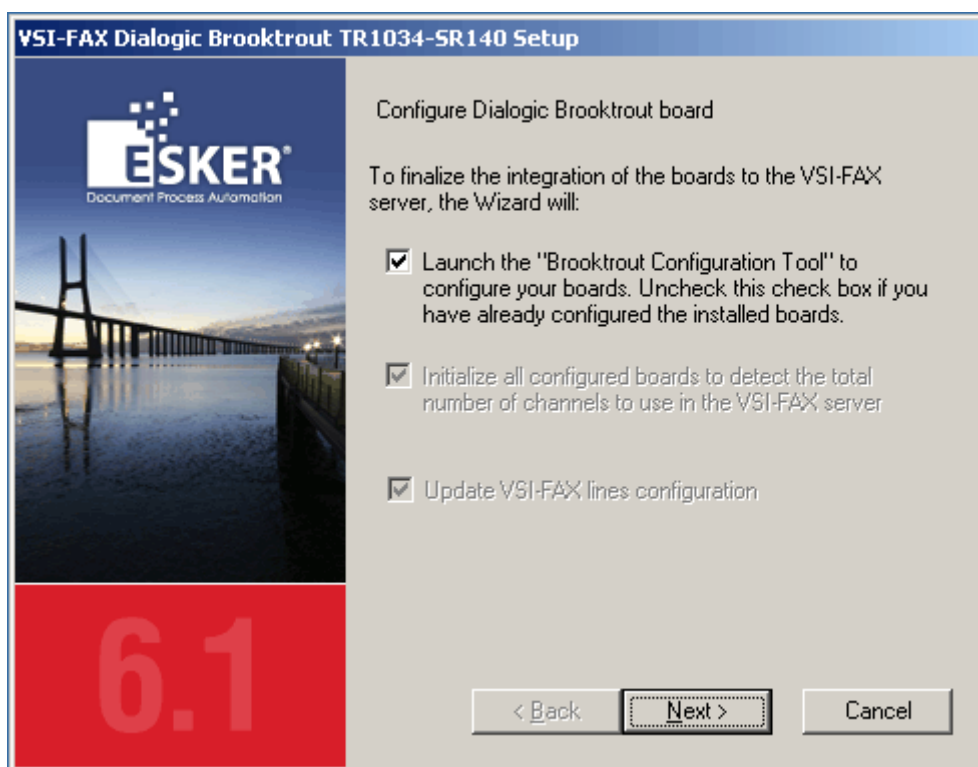 VSI-FAX Dialogic Brooktrout TR1034-SR140 Setup
ESKER®
Document Process Automation
Configure Dialogic Brooktrout board
To finalize the integration of the boards to the VSI-FAX
server, the Wizard will:
Launch the "Brooktrout Configuration Tool" to
configure your boards. Uncheck this check box if you
have already configured the installed boards.
Initialize all configured boards to detect the total
number of channels to use in the VSI-FAX server
Update VSI-FAX lines configuration
6.1
< Back
Next >
Cancel